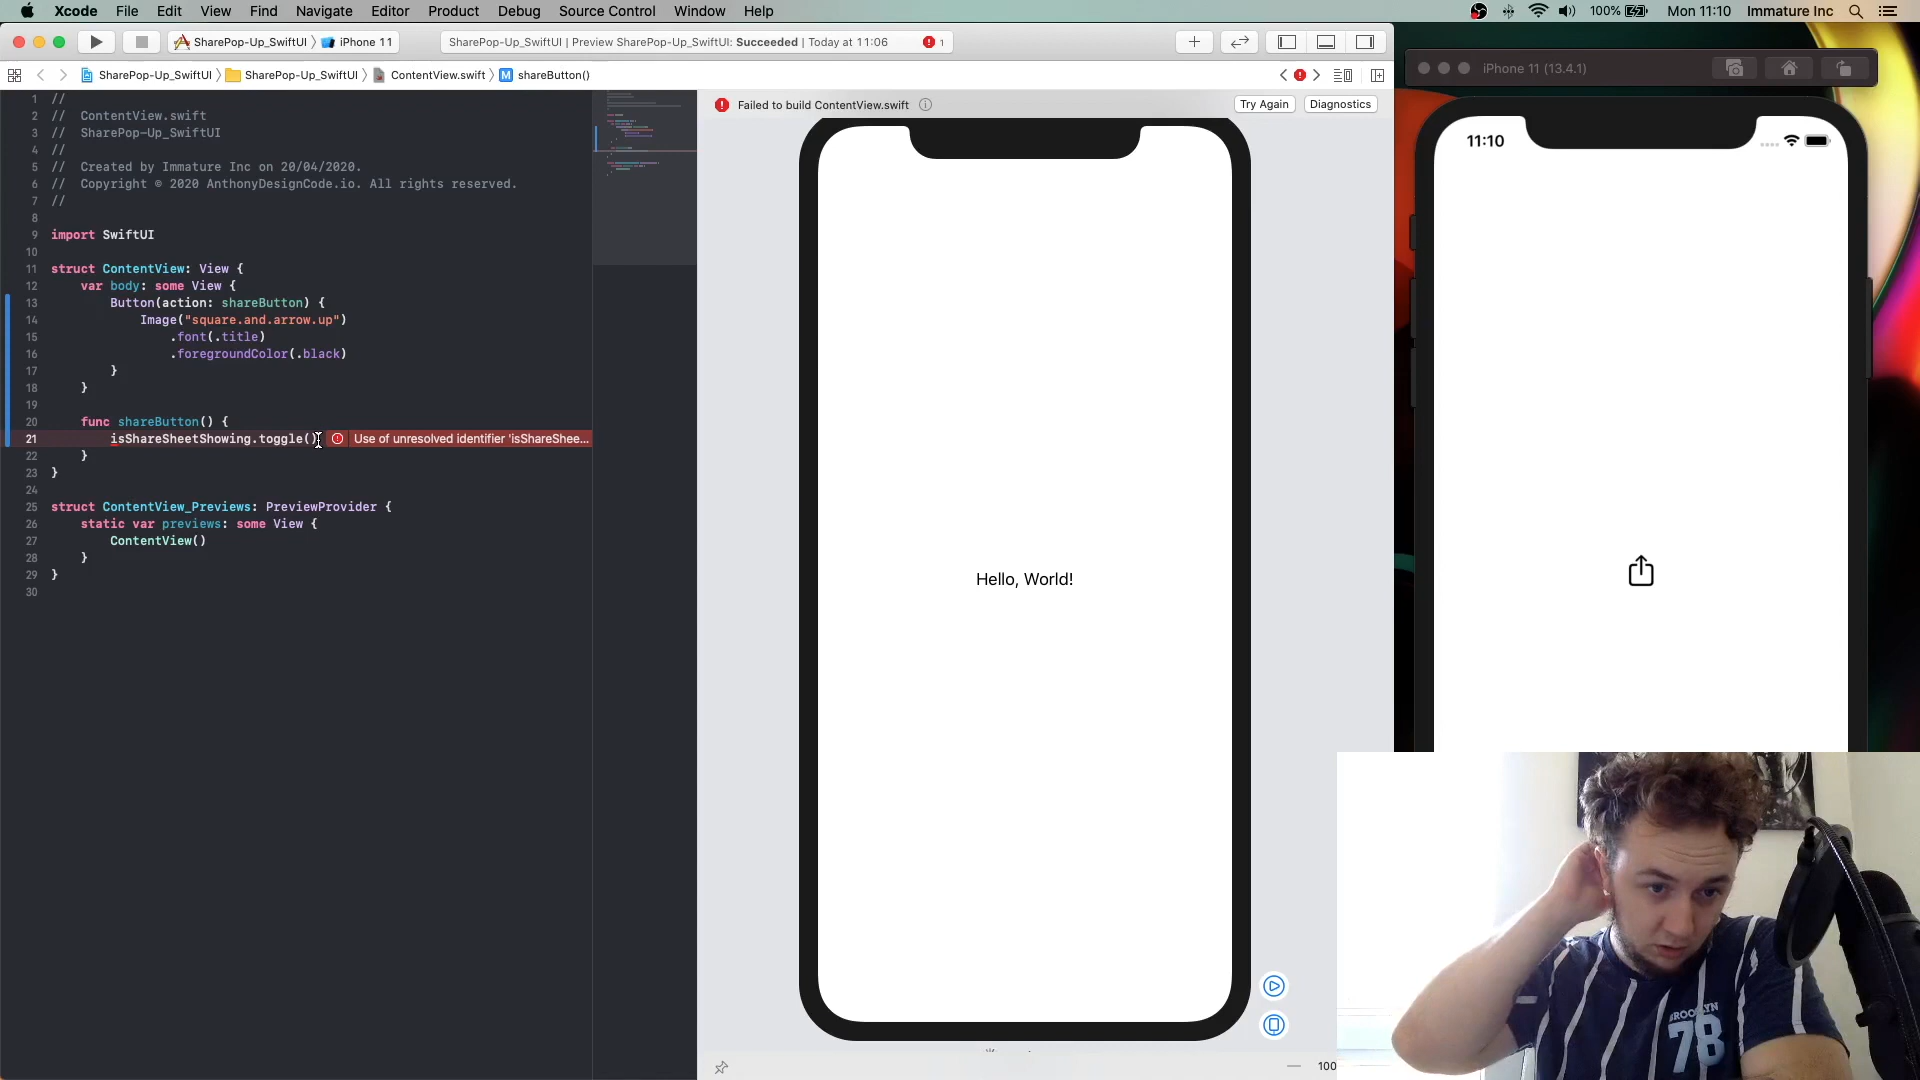 Xcode File Edit View Find Navigate Editor Product Debug Source Control Window Help 100% Mon 11:10 Immature Inc
SharePop-Up_SwiftUI iPhone 11 SharePop-Up_SwiftUI | Preview SharePop-Up_SwiftUI: Succeeded | Today at 11:06 1
SharePop-Up_SwiftUI SharePop-Up_SwiftUI ContentView.swift M shareButton()
1 //
2 // ContentView.swift
3 // SharePop-Up_SwiftUI
4 //
5 // Created by Immature Inc on 20/04/2020.
6 // Copyright © 2020 AnthonyDesignCode.io. All rights reserved.
7 //
8
9 import SwiftUI
10
11 struct ContentView: View {
12 var body: some View {
13 Button(action: shareButton) {
14 Image("square.and.arrow.up")
15 .font(.title)
16 .foregroundColor(.black)
17 }
18 }
19
20 func shareButton() {
21 isShareSheetShowing.toggle() Use of unresolved identifier 'isShareShee...
22 }
23 }
24
25 struct ContentView_Previews: PreviewProvider {
26 static var previews: some View {
27 ContentView()
28 }
29 }
30
Failed to build ContentView.swift Try Again Diagnostics
Hello, World!
100
iPhone 11 (13.4.1)
11:10
BROOKLYN
78